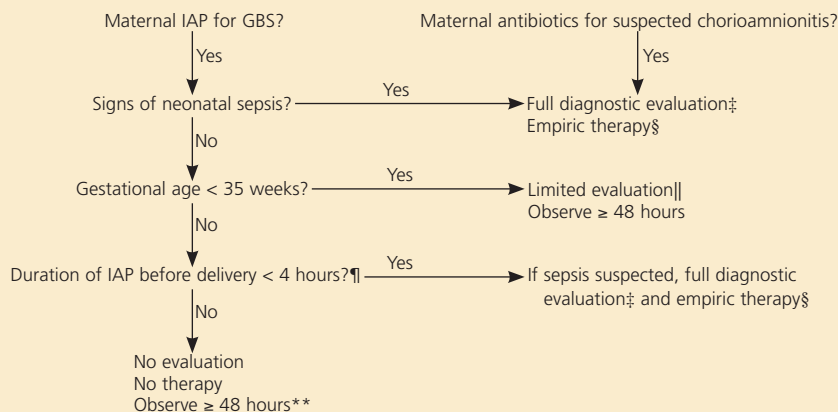 Maternal IAP for GBS?
Maternal antibiotics for suspected chorioamnionitis?
Yes
Yes
Signs of neonatal sepsis?
Yes
Full diagnostic evaluation‡
Empiric therapy§
No
Gestational age < 35 weeks?
Yes
Limited evaluation||
Observe ≥ 48 hours
No
Duration of IAP before delivery < 4 hours?¶
Yes
If sepsis suspected, full diagnostic
evaluation‡ and empiric therapy§
No
No evaluation
No therapy
Observe ≥ 48 hours**